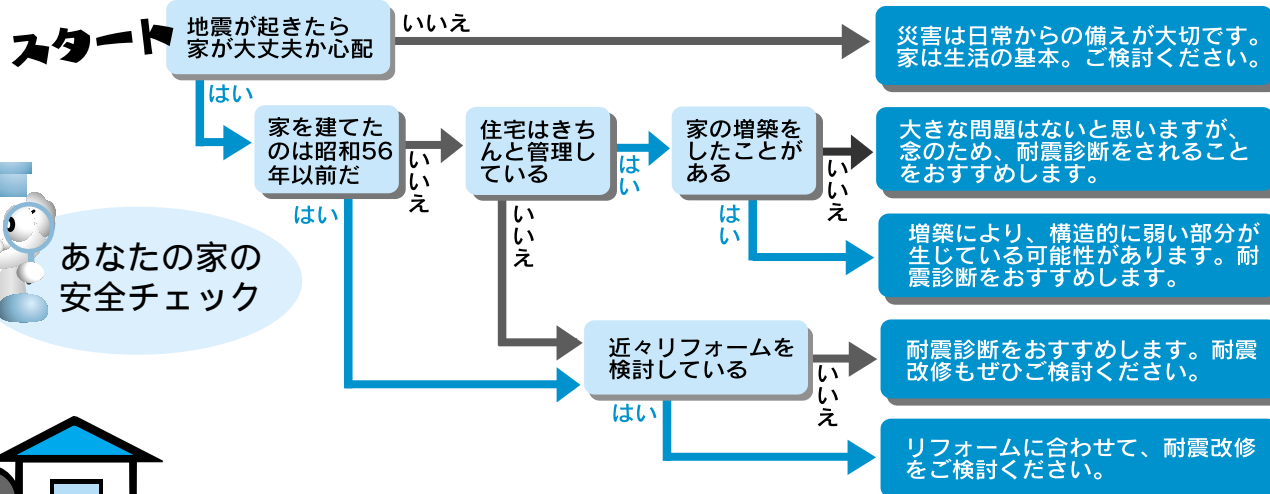 スタート
地震が起きたら
家が大丈夫か心配
いいえ
災害は日常からの備えが大切です。
家は生活の基本。ご検討ください。
はい
家を建てた
のは昭和56
年以前だ
いいえ
住宅はきち
んと管理し
ている
はい
家の増築を
したことが
ある
いいえ
大きな問題はないと思いますが、
念のため、耐震診断をされること
をおすすめします。
はい
いいえ
はい
増築により、構造的に弱い部分が
生じている可能性があります。耐
震診断をおすすめします。
あなたの家の
安全チェック
近々リフォームを
検討している
いいえ
耐震診断をおすすめします。耐震
改修もぜひご検討ください。
はい
リフォームに合わせて、耐震改修
をご検討ください。